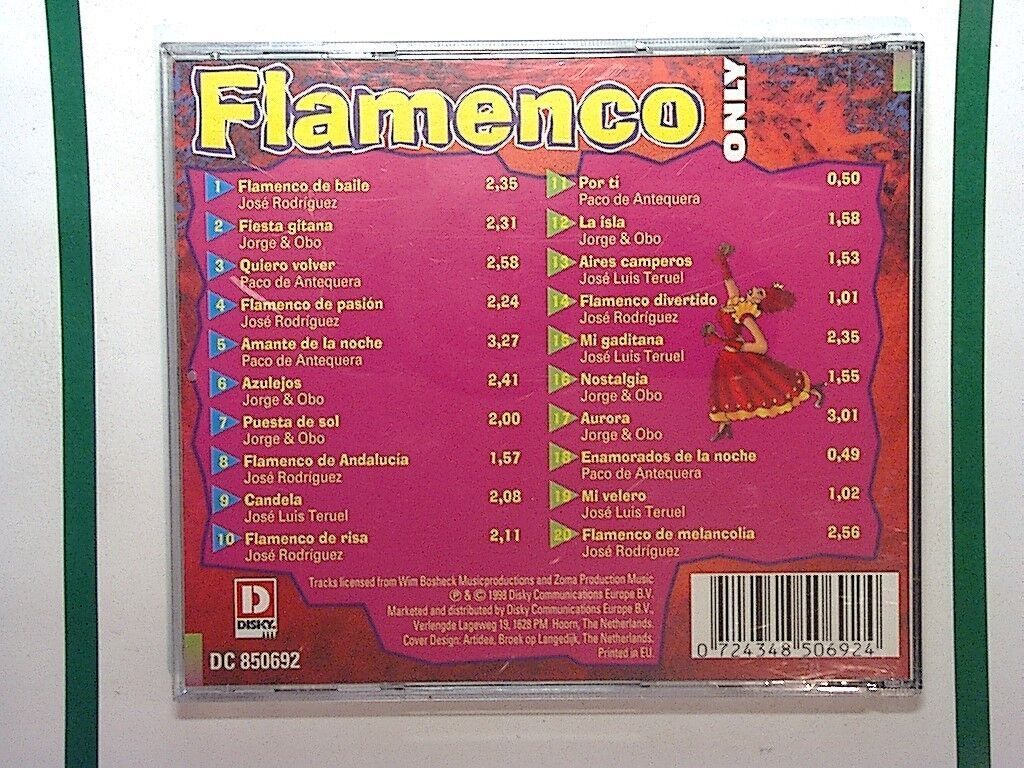 Flamenco
ONLY
1 Flamenco de baile 2,35
José Rodríguez
2 Fiesta gitana 2,31
Jorge & Obo
3 Quiero volver 2,58
Paco de Antequera
4 Flamenco de pasión 2,24
José Rodríguez
5 Amante de la noche 3,27
Paco de Antequera
6 Azulejos 2,41
Jorge & Obo
7 Puesta de sol 2,00
Jorge & Obo
8 Flamenco de Andalucía 1,57
José Rodríguez
9 Candela 2,08
José Luis Teruel
10 Flamenco de risa 2,11
José Rodríguez
11 Por tí 0,50
Paco de Antequera
12 La isla 1,58
Jorge & Obo
13 Aires camperos 1,53
José Luis Teruel
14 Flamenco divertido 1,01
José Rodríguez
15 Mi gaditana 2,35
José Luis Teruel
16 Nostalgia 1,55
Jorge & Obo
17 Aurora 3,01
Jorge & Obo
18 Enamorados de la noche 0,49
Paco de Antequera
19 Mi velero 1,02
José Luis Teruel
20 Flamenco de melancolía 2,56
José Rodríguez
Tracks licensed from Wim Bosheck Musicproductions and Zoma Production Music
℗ & © 1998 Disky Communications Europe B.V.
Marketed and distributed by Disky Communications Europe B.V.,
Verlengde Lageweg 19, 1628 PM Hoorn, The Netherlands.
Cover Design: Artidee, Broek op Langedijk, The Netherlands.
Printed in EU.
D
DISKY
DC 850692
0 724348 506924